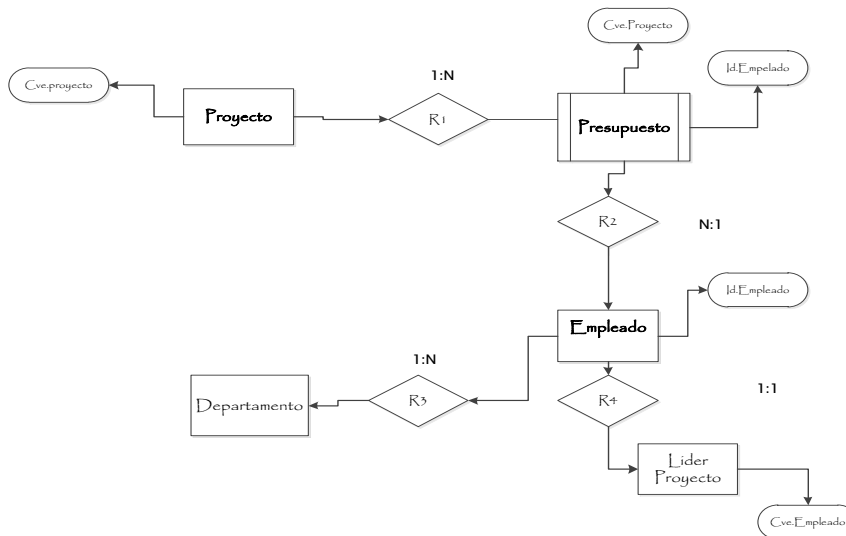 Cve.Proyecto
Id.Empelado
1:N
Cve.proyecto
Proyecto
R1
Presupuesto
R2
N:1
Id.Empleado
Empleado
1:N
1:1
Departamento
R3
R4
Lider
Proyecto
Cve.Empleado